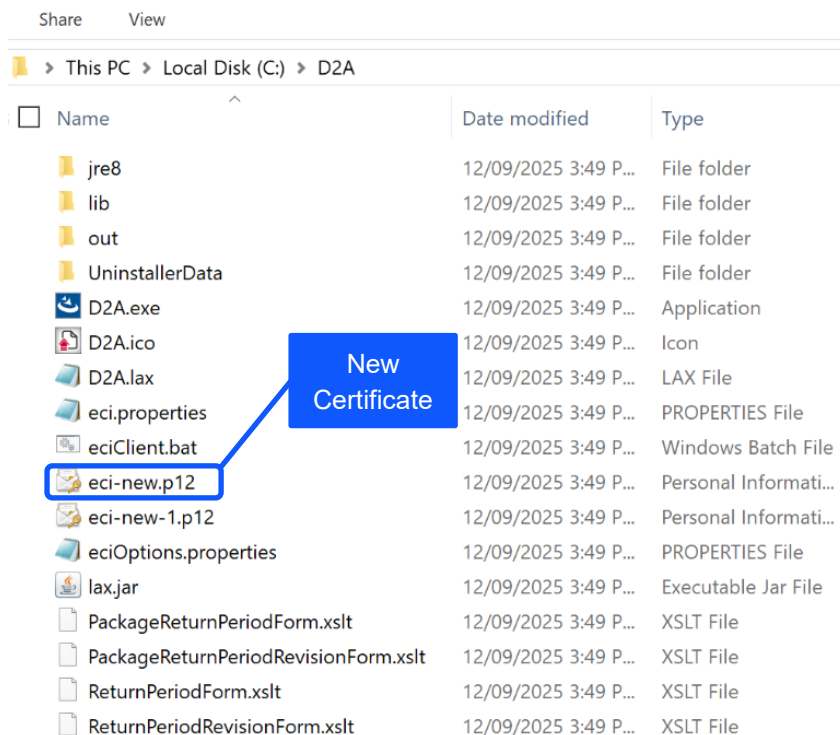 Share View
This PC > Local Disk (C:) > D2A
Name Date modified Type
jre8 12/09/2025 3:49 P... File folder
lib 12/09/2025 3:49 P... File folder
out 12/09/2025 3:49 P... File folder
UninstallerData 12/09/2025 3:49 P... File folder
D2A.exe 12/09/2025 3:49 P... Application
D2A.ico 12/09/2025 3:49 P... Icon
D2A.lax 12/09/2025 3:49 P... LAX File
eci.properties 12/09/2025 3:49 P... PROPERTIES File
eciClient.bat 12/09/2025 3:49 P... Windows Batch File
eci-new.p12 12/09/2025 3:49 P... Personal Informati...
eci-new-1.p12 12/09/2025 3:49 P... Personal Informati...
eciOptions.properties 12/09/2025 3:49 P... PROPERTIES File
lax.jar 12/09/2025 3:49 P... Executable Jar File
PackageReturnPeriodForm.xslt 12/09/2025 3:49 P... XSLT File
PackageReturnPeriodRevisionForm.xslt 12/09/2025 3:49 P... XSLT File
ReturnPeriodForm.xslt 12/09/2025 3:49 P... XSLT File
ReturnPeriodRevisionForm.xslt 12/09/2025 3:49 P... XSLT File
New
Certificate